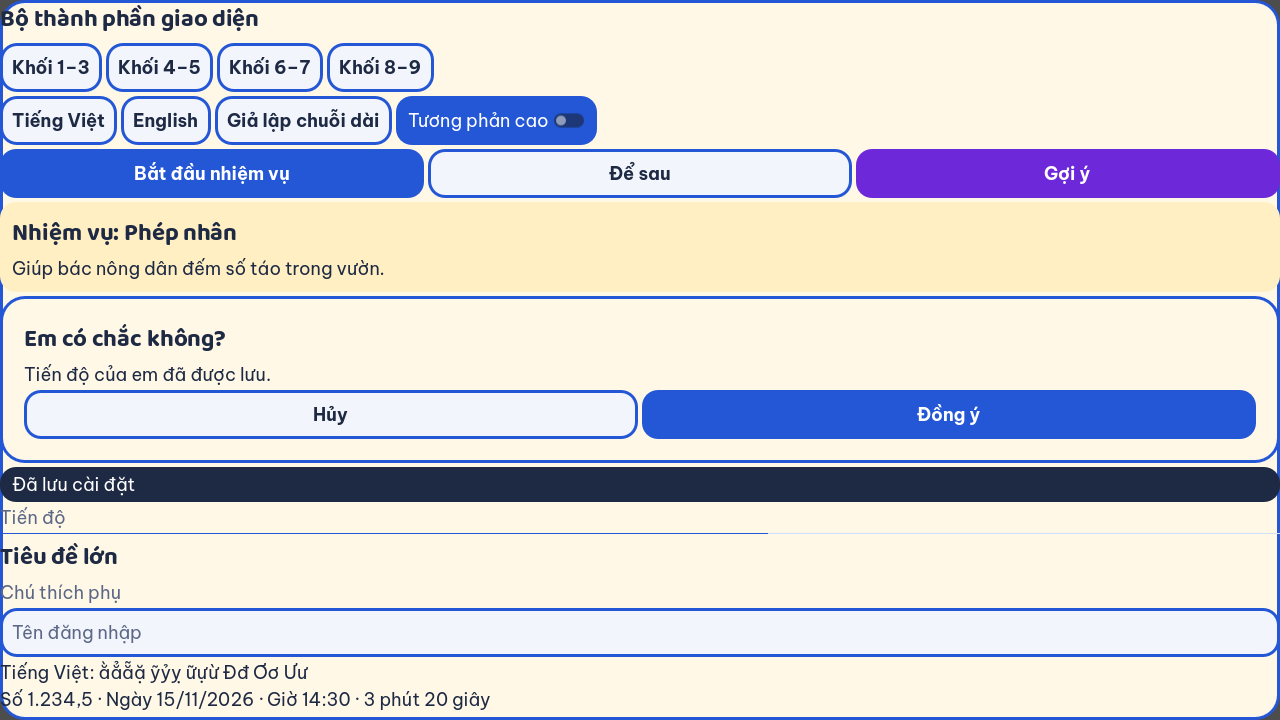 Bộ thành phần giao diện
Khối 1–3 Khối 4–5 Khối 6–7 Khối 8–9
Tiếng Việt English Giả lập chuỗi dài Tương phản cao
Bắt đầu nhiệm vụ Để sau Gợi ý
Nhiệm vụ: Phép nhân
Giúp bác nông dân đếm số táo trong vườn.
Em có chắc không?
Tiến độ của em đã được lưu.
Hủy Đồng ý
Đã lưu cài đặt
Tiến độ
Tiêu đề lớn
Chú thích phụ
Tên đăng nhập
Tiếng Việt: ằẳẵặ ỹỷỵ ữựừ Đđ Ơơ Ưư
Số 1.234,5 · Ngày 15/11/2026 · Giờ 14:30 · 3 phút 20 giây